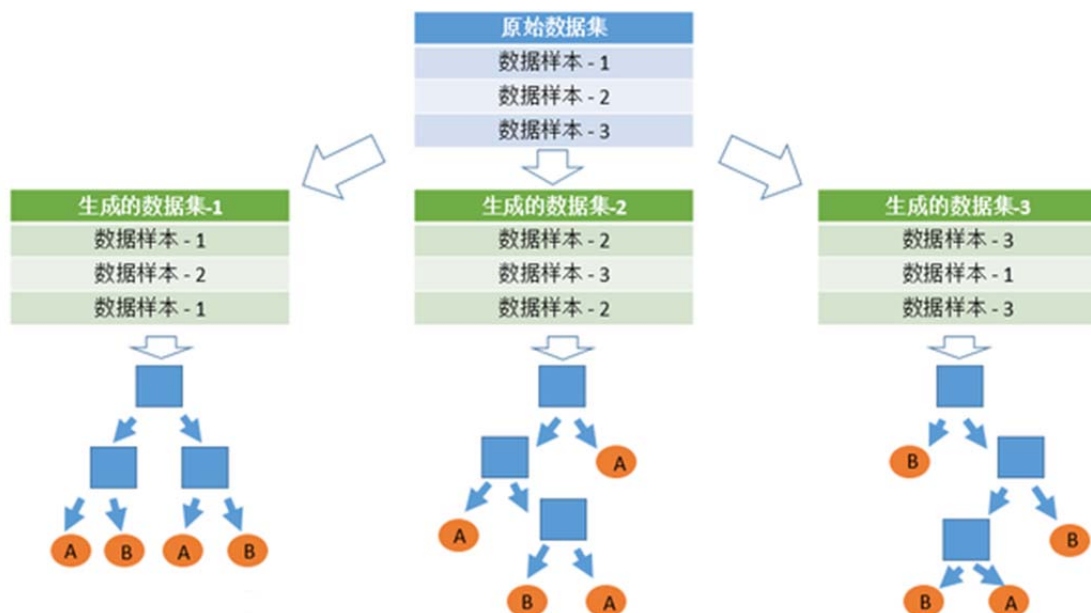 原始数据集
数据样本 - 1
数据样本 - 2
数据样本 - 3
生成的数据集-1
数据样本 - 1
数据样本 - 2
数据样本 - 1
生成的数据集-2
数据样本 - 2
数据样本 - 3
数据样本 - 2
生成的数据集-3
数据样本 - 3
数据样本 - 1
数据样本 - 3
A B A B
A
A
B A
B
B
B A